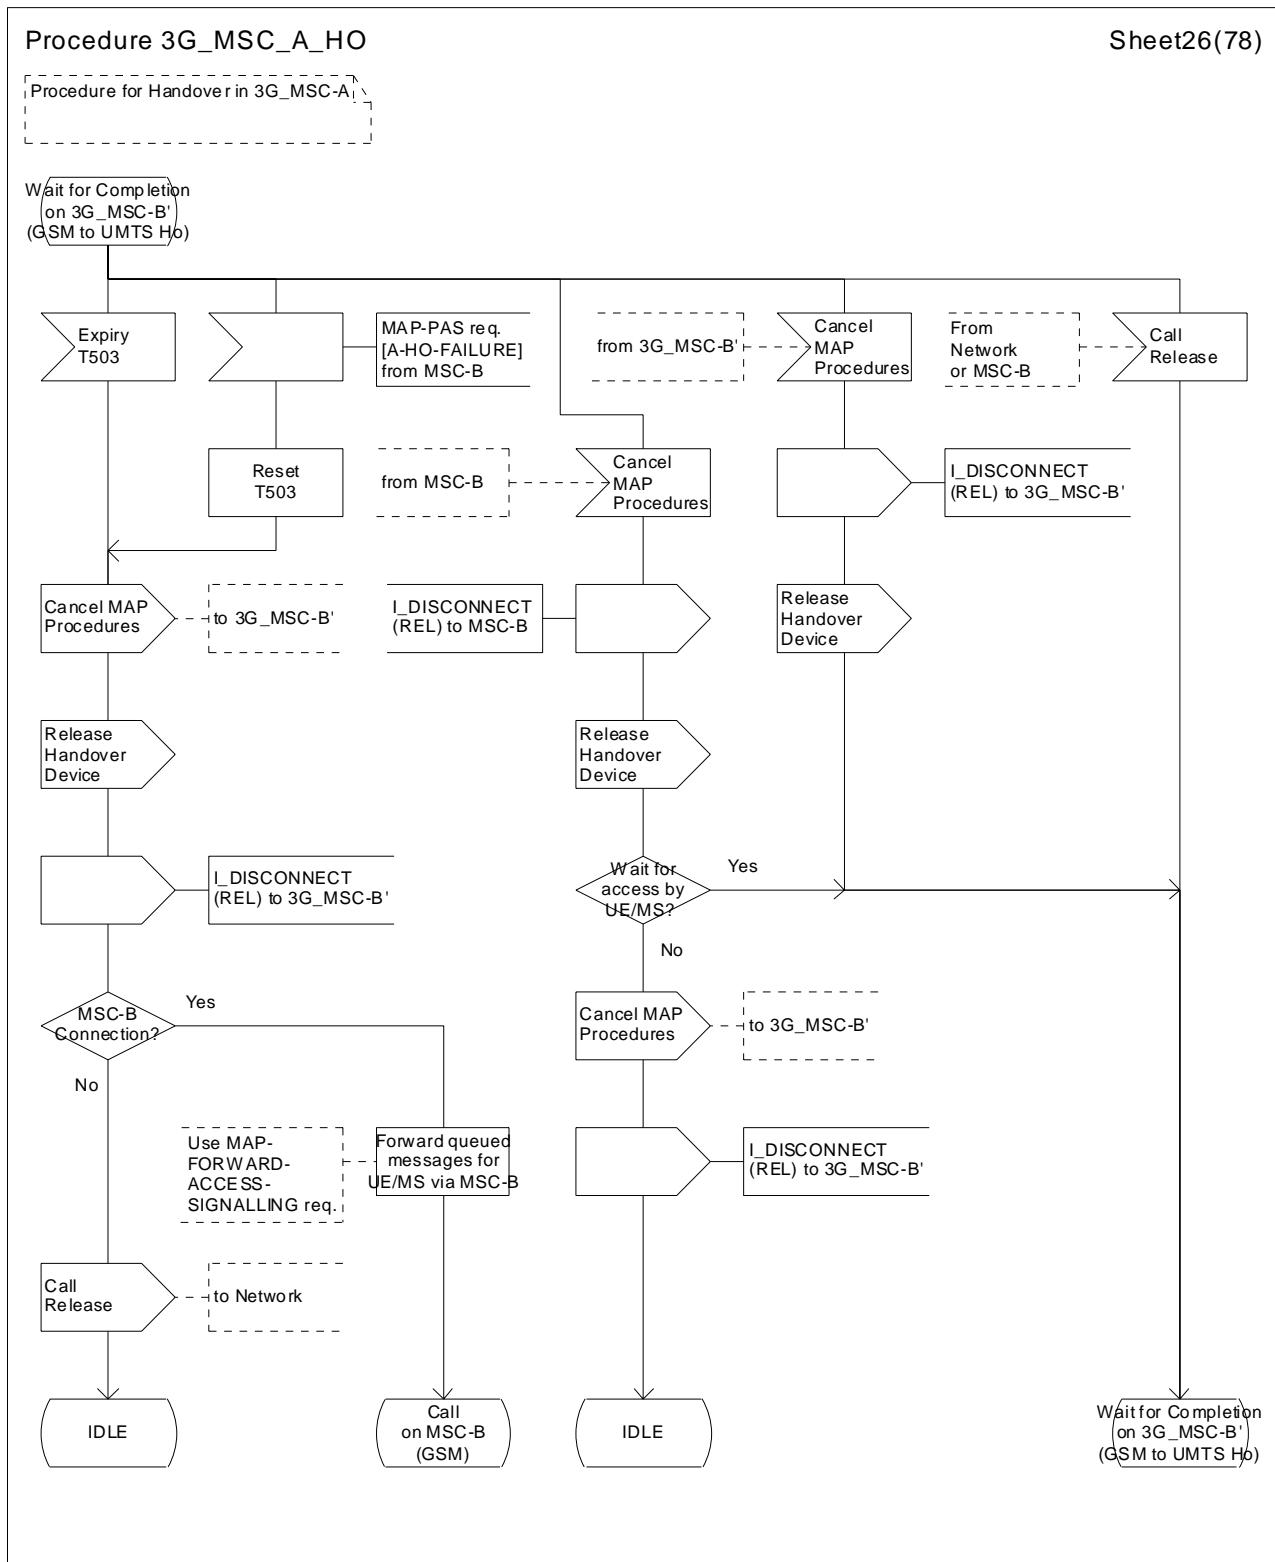 Procedure 3G_MSC_A_HO
Sheet26(78)
Procedure for Handover in 3G_MSC-A
Wait for Completion
on 3G_MSC-B'
(GSM to UMTS Ho)
Expiry
T503
MAP-PAS req.
[A-HO-FAILURE]
from MSC-B
from 3G_MSC-B'
Cancel
MAP
Procedures
From
Network
or MSC-B
Call
Release
Reset
T503
from MSC-B
Cancel
MAP
Procedures
I_DISCONNECT
(REL) to 3G_MSC-B'
Cancel MAP
Procedures
to 3G_MSC-B'
I_DISCONNECT
(REL) to MSC-B
Release
Handover
Device
Release
Handover
Device
Release
Handover
Device
I_DISCONNECT
(REL) to 3G_MSC-B'
Wait for
access by
UE/MS?
Yes
No
MSC-B
Connection?
Yes
No
Cancel MAP
Procedures
to 3G_MSC-B'
Use MAP-
FORWARD-
ACCESS-
SIGNALLING req.
Forward queued
messages for
UE/MS via MSC-B
I_DISCONNECT
(REL) to 3G_MSC-B'
Call
Release
to Network
IDLE
Call
on MSC-B
(GSM)
IDLE
Wait for Completion
on 3G_MSC-B'
(GSM to UMTS Ho)